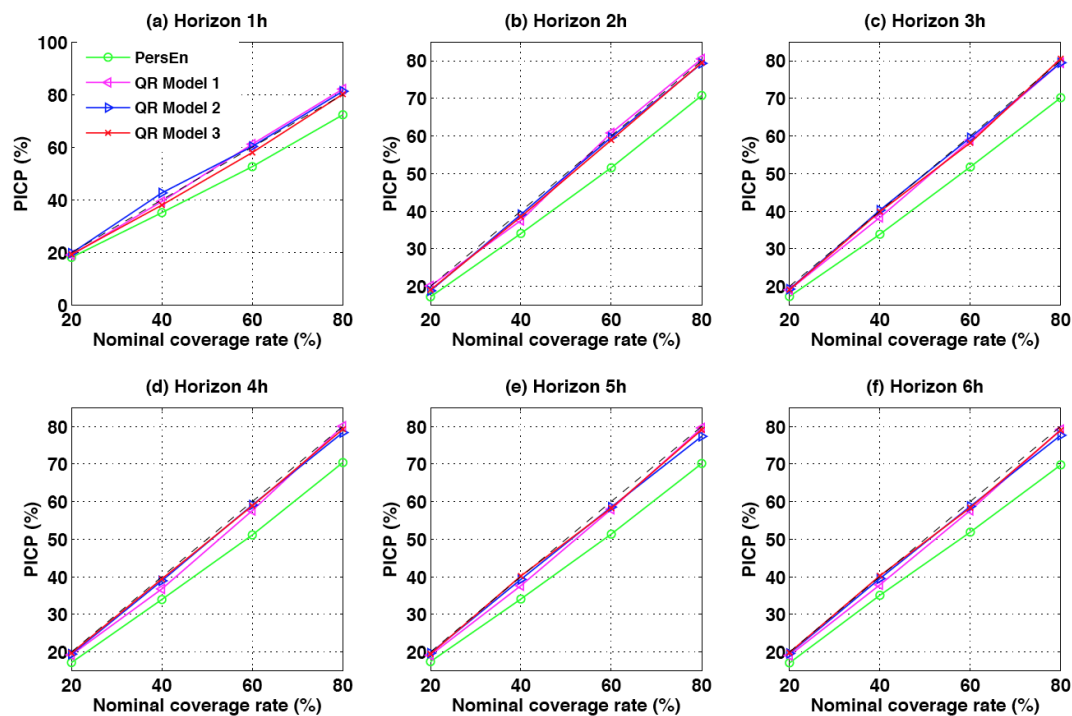 (a) Horizon 1h
PICP (%)
100
80
60
40
20
0
PersEn
QR Model 1
QR Model 2
QR Model 3
20 40 60 80
Nominal coverage rate (%)
(b) Horizon 2h
PICP (%)
80
70
60
50
40
30
20
20 40 60 80
Nominal coverage rate (%)
(c) Horizon 3h
PICP (%)
80
70
60
50
40
30
20
20 40 60 80
Nominal coverage rate (%)
(d) Horizon 4h
PICP (%)
80
70
60
50
40
30
20
20 40 60 80
Nominal coverage rate (%)
(e) Horizon 5h
PICP (%)
80
70
60
50
40
30
20
20 40 60 80
Nominal coverage rate (%)
(f) Horizon 6h
PICP (%)
80
70
60
50
40
30
20
20 40 60 80
Nominal coverage rate (%)